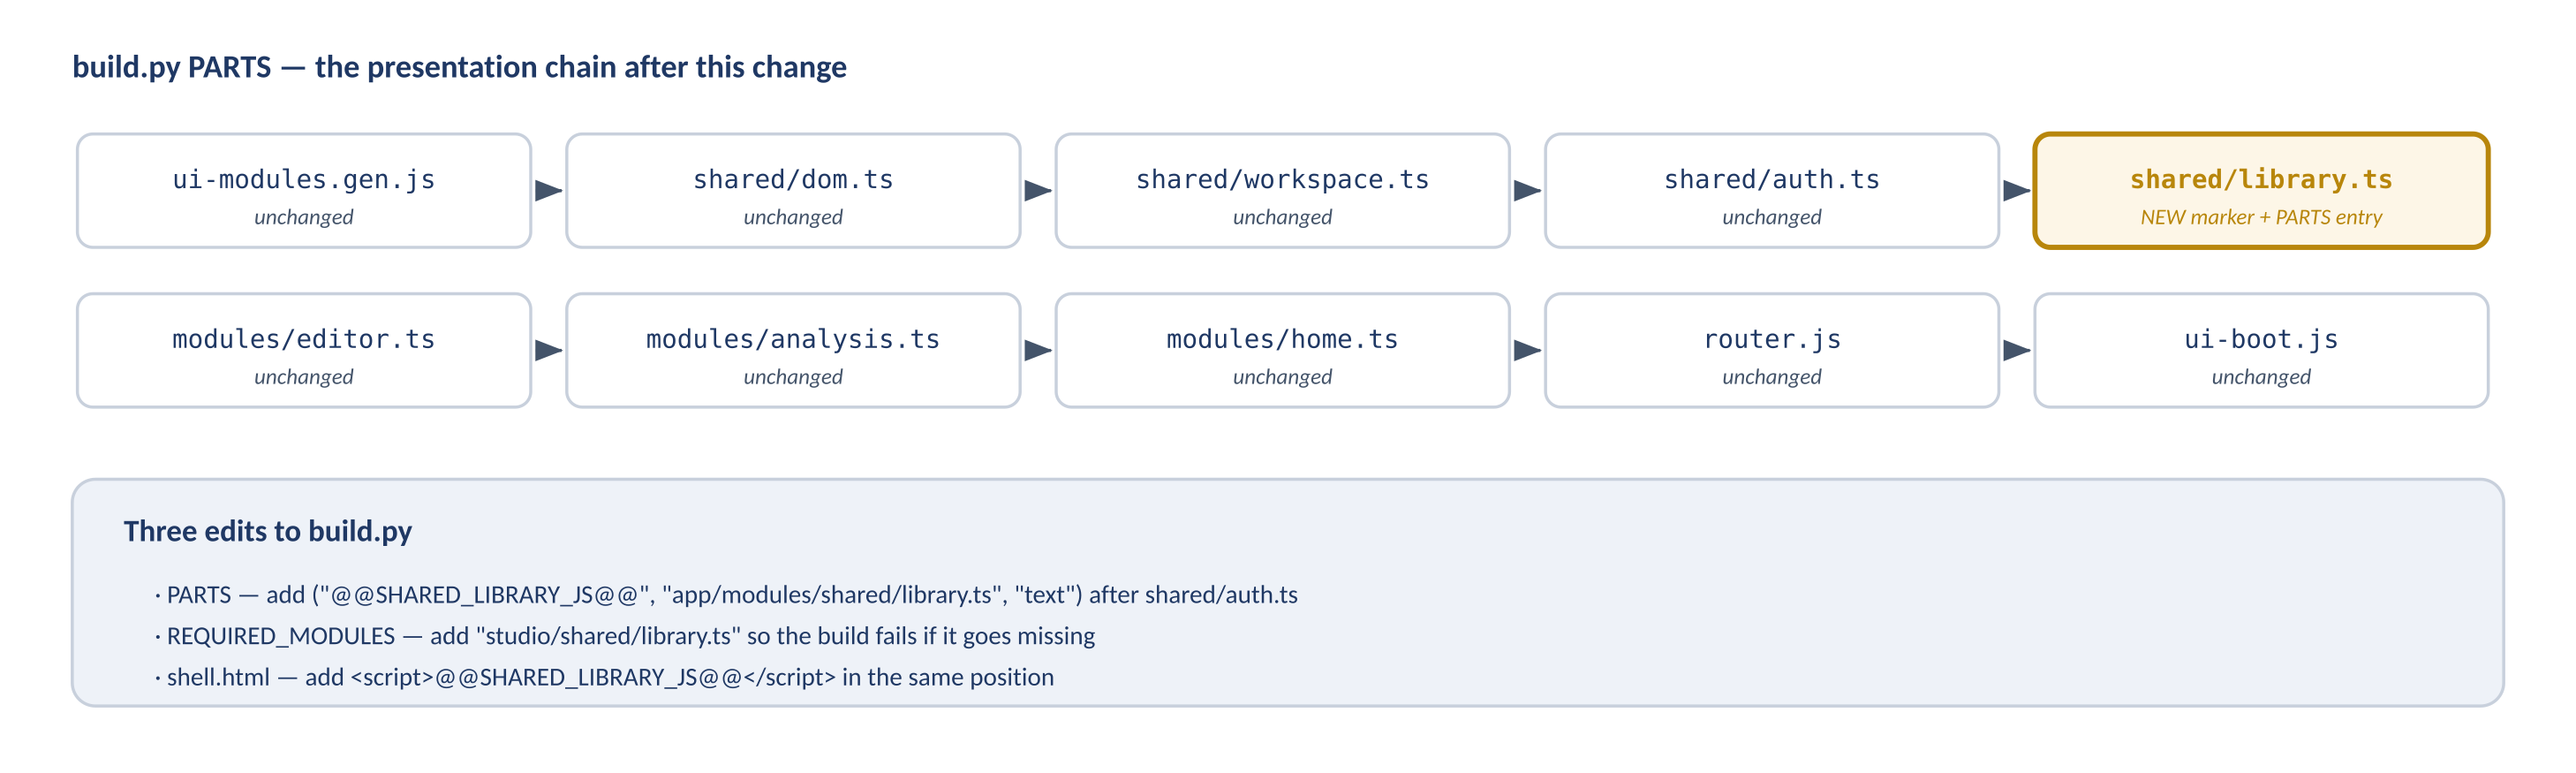 build.py PARTS — the presentation chain after this change
ui-modules.gen.js
unchanged
shared/dom.ts
unchanged
shared/workspace.ts
unchanged
shared/auth.ts
unchanged
shared/library.ts
NEW marker + PARTS entry
modules/editor.ts
unchanged
modules/analysis.ts
unchanged
modules/home.ts
unchanged
router.js
unchanged
ui-boot.js
unchanged
Three edits to build.py
· PARTS — add ("@@SHARED_LIBRARY_JS@@", "app/modules/shared/library.ts", "text") after shared/auth.ts
· REQUIRED_MODULES — add "studio/shared/library.ts" so the build fails if it goes missing
· shell.html — add <script>@@SHARED_LIBRARY_JS@@</script> in the same position